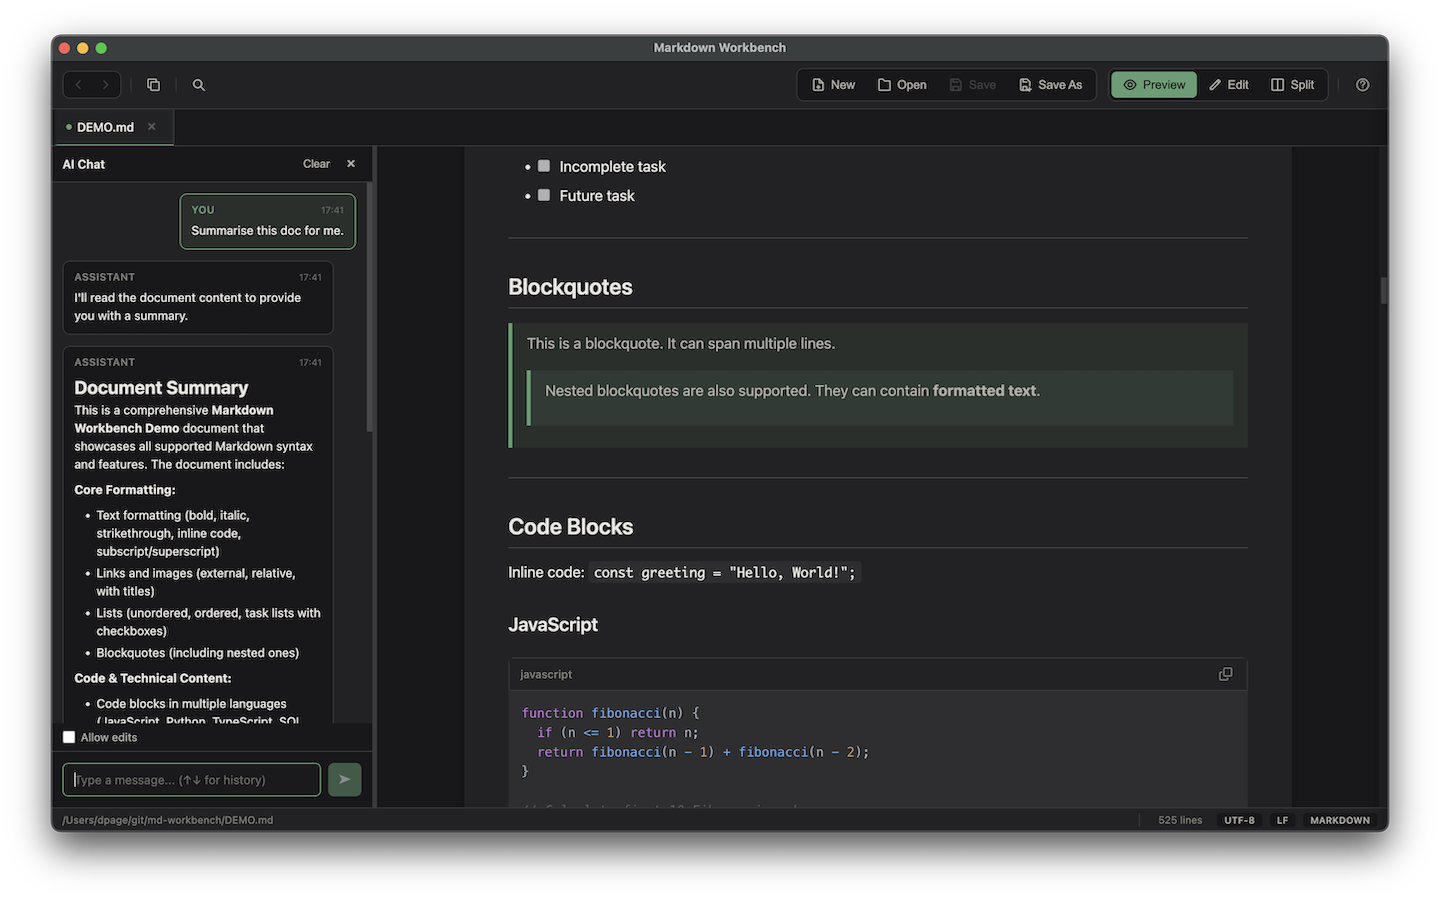 Markdown Workbench
New
Open
Save
Save As
Preview
Edit
Split
DEMO.md
AI Chat
Clear
YOU 17:41
Summarise this doc for me.
ASSISTANT 17:41
I'll read the document content to provide
you with a summary.
ASSISTANT 17:41
Document Summary
This is a comprehensive Markdown
Workbench Demo document that
showcases all supported Markdown syntax
and features. The document includes:
Core Formatting:
• Text formatting (bold, italic,
strikethrough, inline code,
subscript/superscript)
• Links and images (external, relative,
with titles)
• Lists (unordered, ordered, task lists with
checkboxes)
• Blockquotes (including nested ones)
Code & Technical Content:
• Code blocks in multiple languages
(JavaScript, Python, TypeScript, SQL
Allow edits
Type a message... (↑↓ for history)
• Incomplete task
• Future task
Blockquotes
This is a blockquote. It can span multiple lines.
Nested blockquotes are also supported. They can contain formatted text.
Code Blocks
Inline code: const greeting = "Hello, World!";
JavaScript
javascript
function fibonacci(n) {
if (n <= 1) return n;
return fibonacci(n - 1) + fibonacci(n - 2);
}
/Users/dpage/git/md-workbench/DEMO.md
525 lines
UTF-8
LF
MARKDOWN